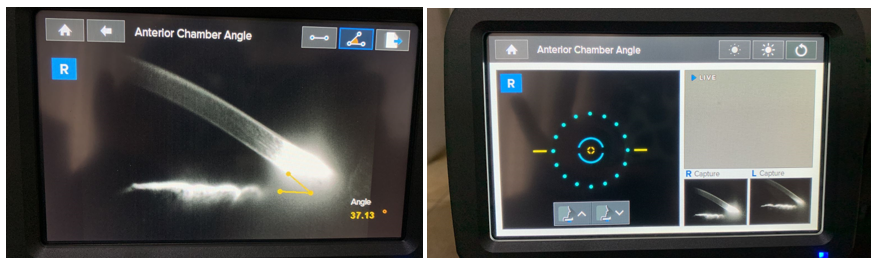 Anterior Chamber Angle
R
Angle
37.13 °
Anterior Chamber Angle
R
LIVE
R Capture
L Capture